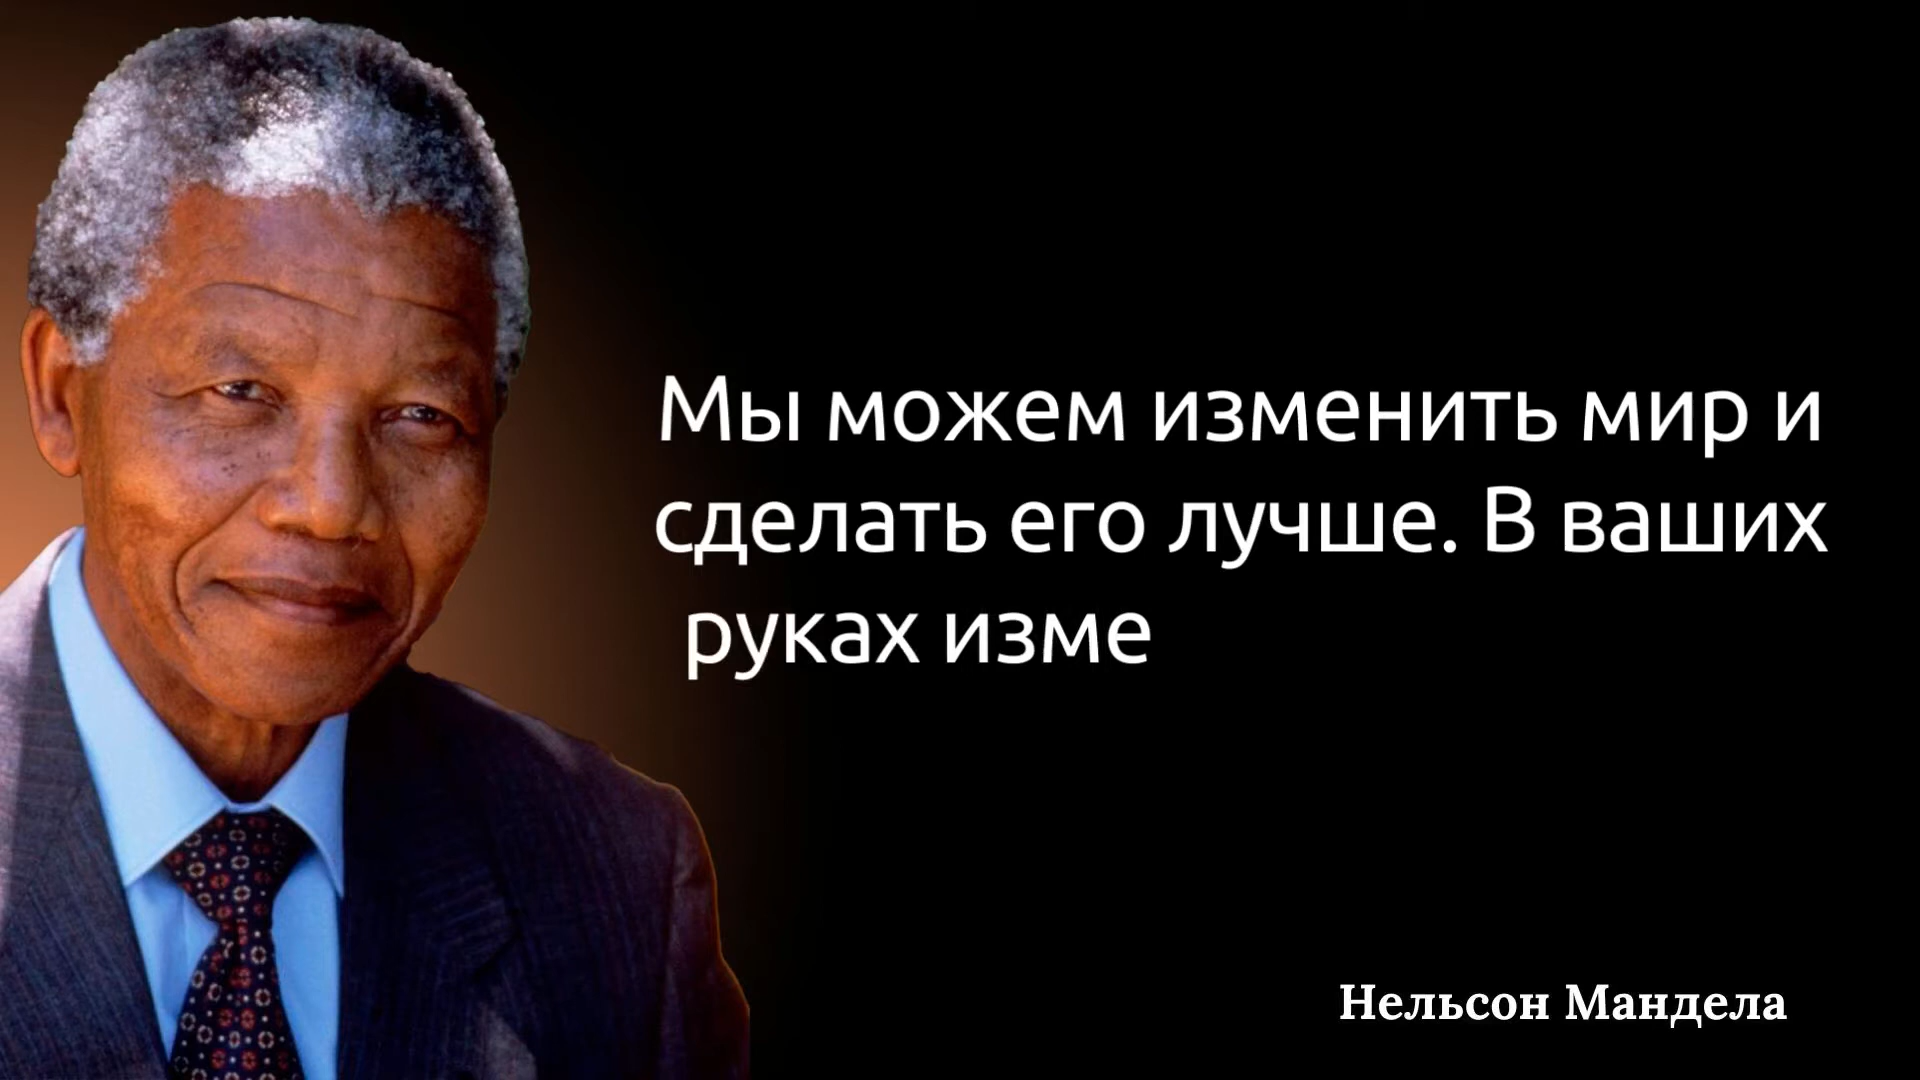 Мы можем изменить мир и
сделать его лучше. В ваших
руках изме
Нельсон Мандела